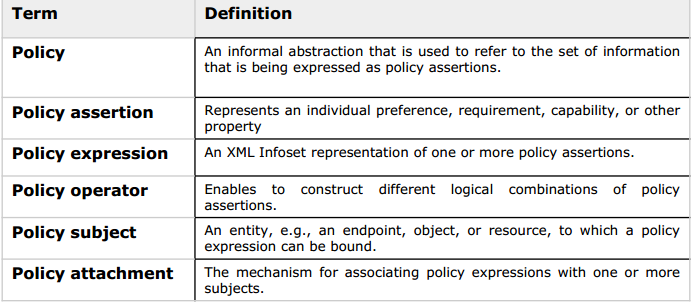 Term Definition
Policy An informal abstraction that is used to refer to the set of information
that is being expressed as policy assertions.
Policy assertion Represents an individual preference, requirement, capability, or other
property
Policy expression An XML Infoset representation of one or more policy assertions.
Policy operator Enables to construct different logical combinations of policy
assertions.
Policy subject An entity, e.g., an endpoint, object, or resource, to which a policy
expression can be bound.
Policy attachment The mechanism for associating policy expressions with one or more
subjects.